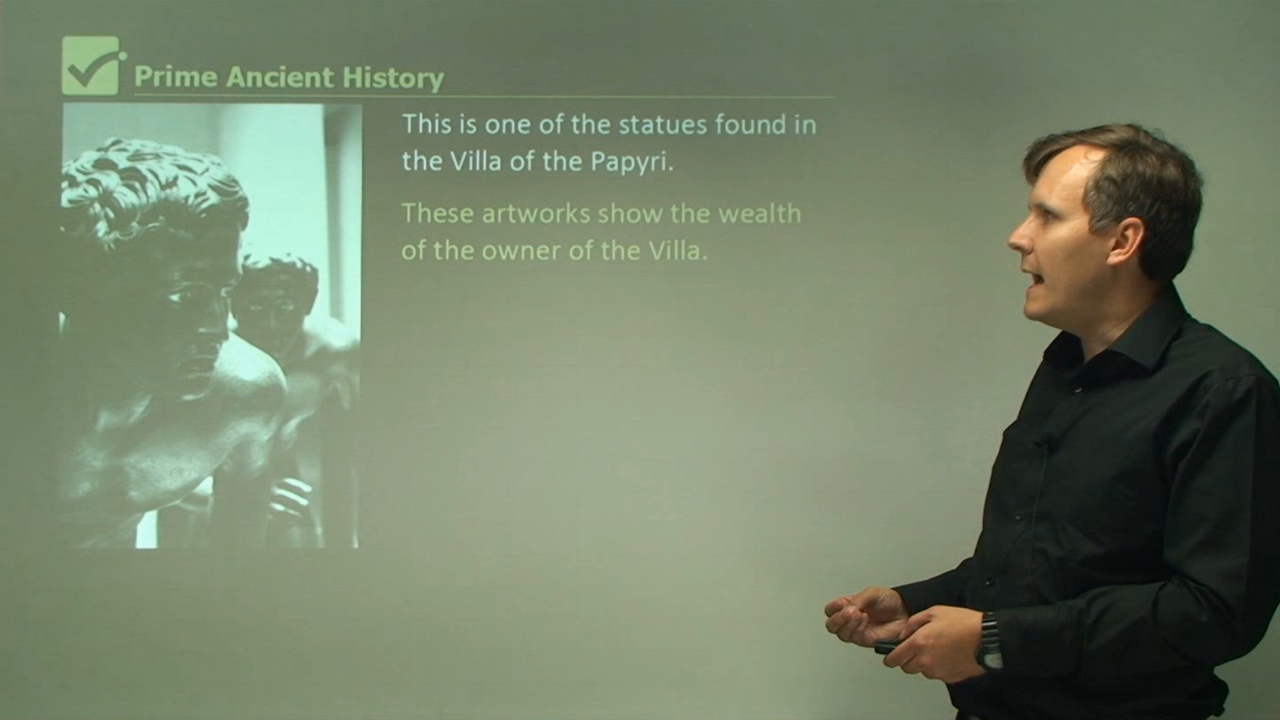 Prime Ancient History
This is one of the statues found in
the Villa of the Papyri.
These artworks show the wealth
of the owner of the Villa.